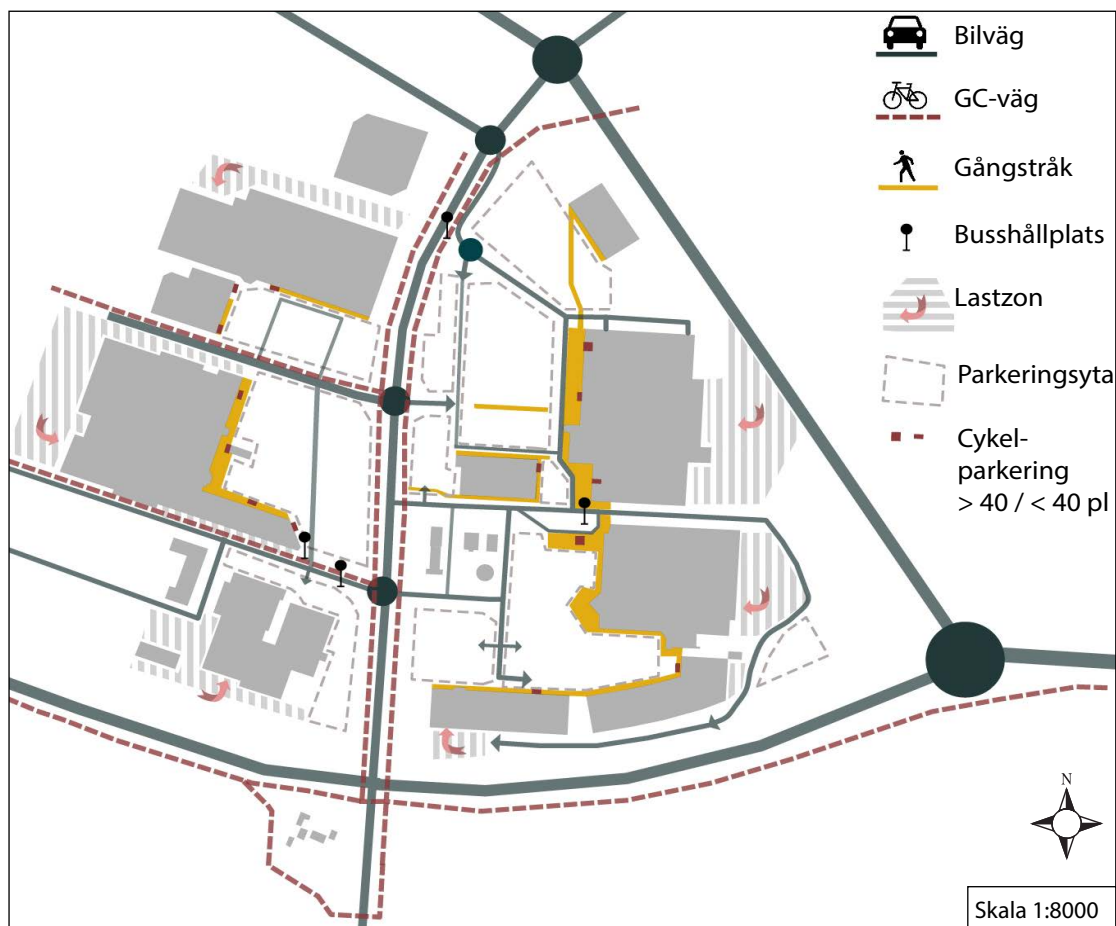 Bilväg
GC-väg
Gångstråk
Busshållplats
Lastzon
Parkeringsyta
Cykel-
parkering
> 40 / < 40 pl
N
Skala 1:8000